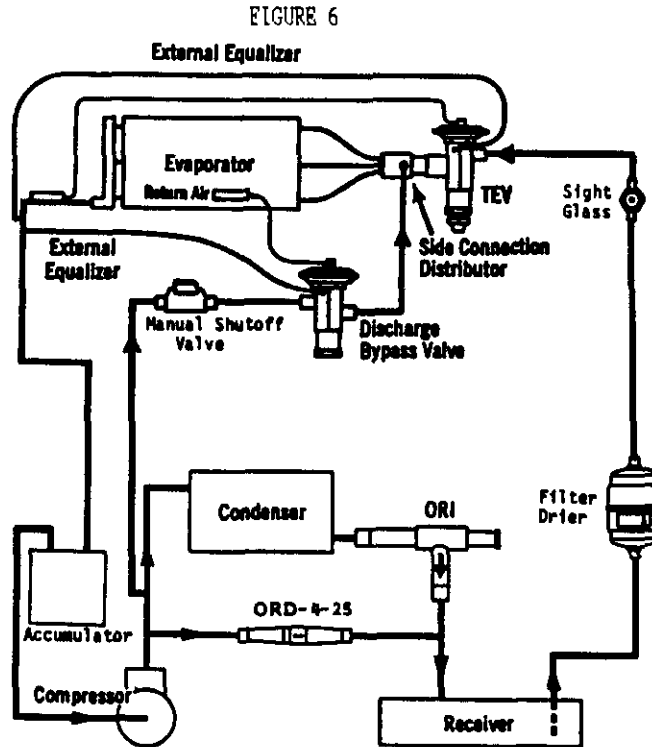 FIGURE 6
External Equalizer
Evaporator
Return Air
TEV
Sight
Glass
Side Connection
Distributor
External
Equalizer
Manual Shutoff
Valve
Discharge
Bypass Valve
Condenser
ORI
Filter
Drier
ORD-4-25
Accumulator
Compressor
Receiver